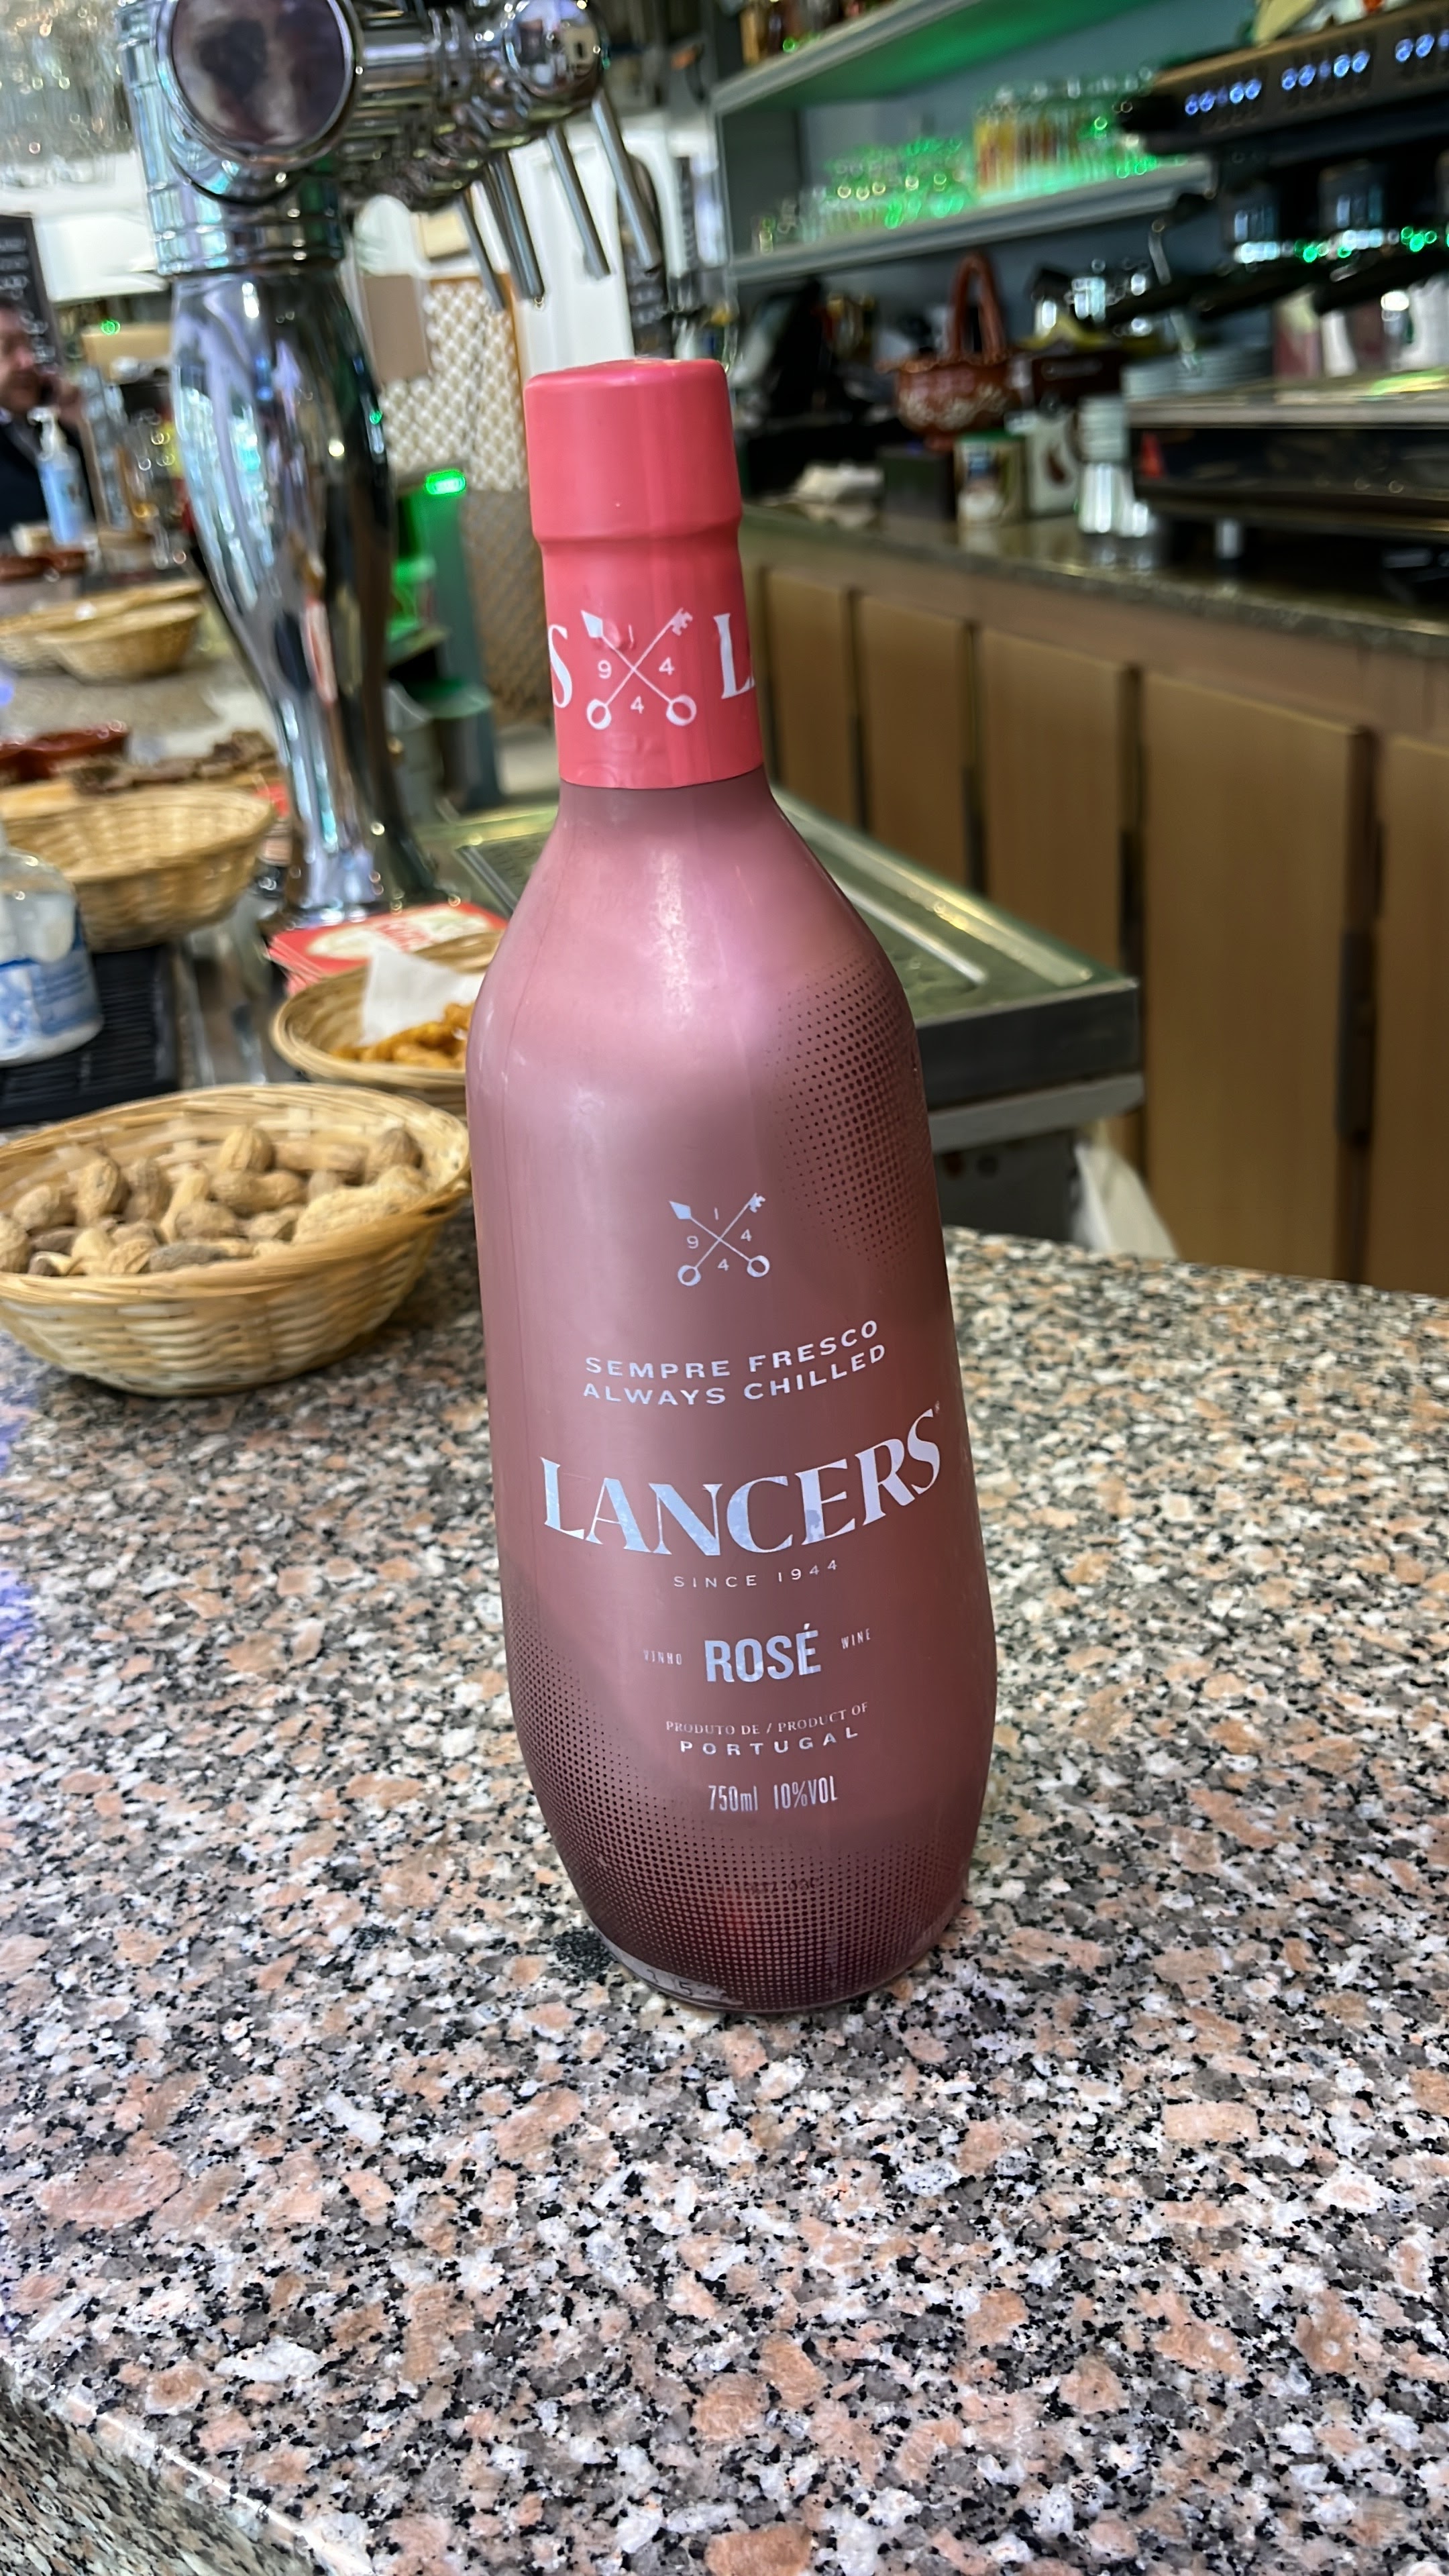 S L
1
9 4
4
1
9 4
4
SEMPRE FRESCO
ALWAYS CHILLED
LANCERS
SINCE 1944
VINHO ROSÉ WINE
PRODUTO DE / PRODUCT OF
PORTUGAL
750ml 10%VOL